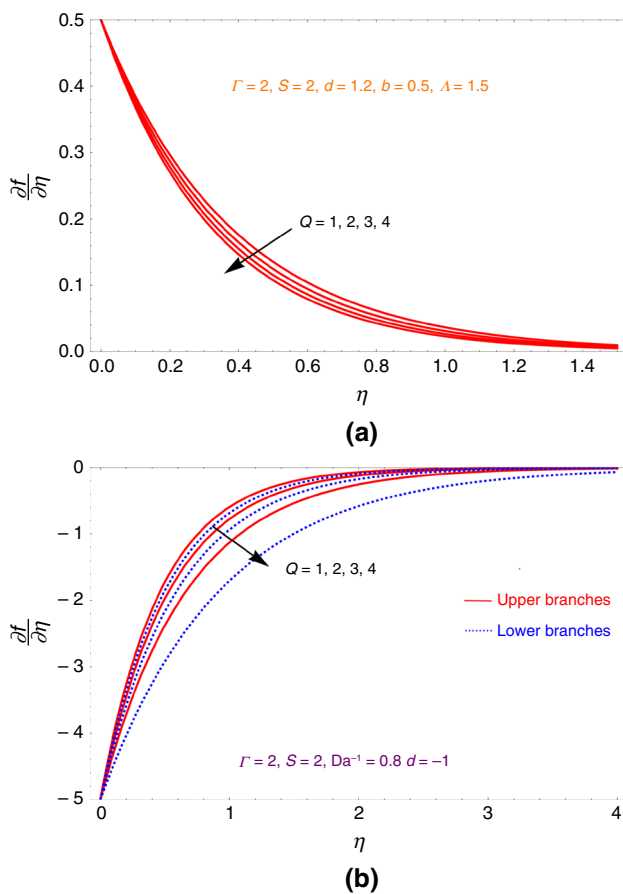 0.5
Γ = 2, S = 2, d = 1.2, b = 0.5, Λ = 1.5
0.4
0.3
∂f
∂η
0.2
Q = 1, 2, 3, 4
0.1
0.0
0.0 0.2 0.4 0.6 0.8 1.0 1.2 1.4
η
(a)
0
−1
Q = 1, 2, 3, 4
−2
Upper branches
∂f
∂η
Lower branches
−3
−4
Γ = 2, S = 2, Da⁻¹ = 0.8 d = −1
−5
0 1 2 3 4
η
(b)